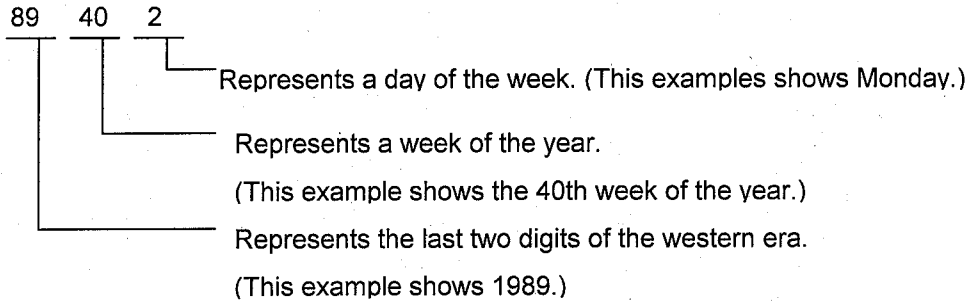 89 40 2
Represents a day of the week. (This examples shows Monday.)
Represents a week of the year.
(This example shows the 40th week of the year.)
Represents the last two digits of the western era.
(This example shows 1989.)